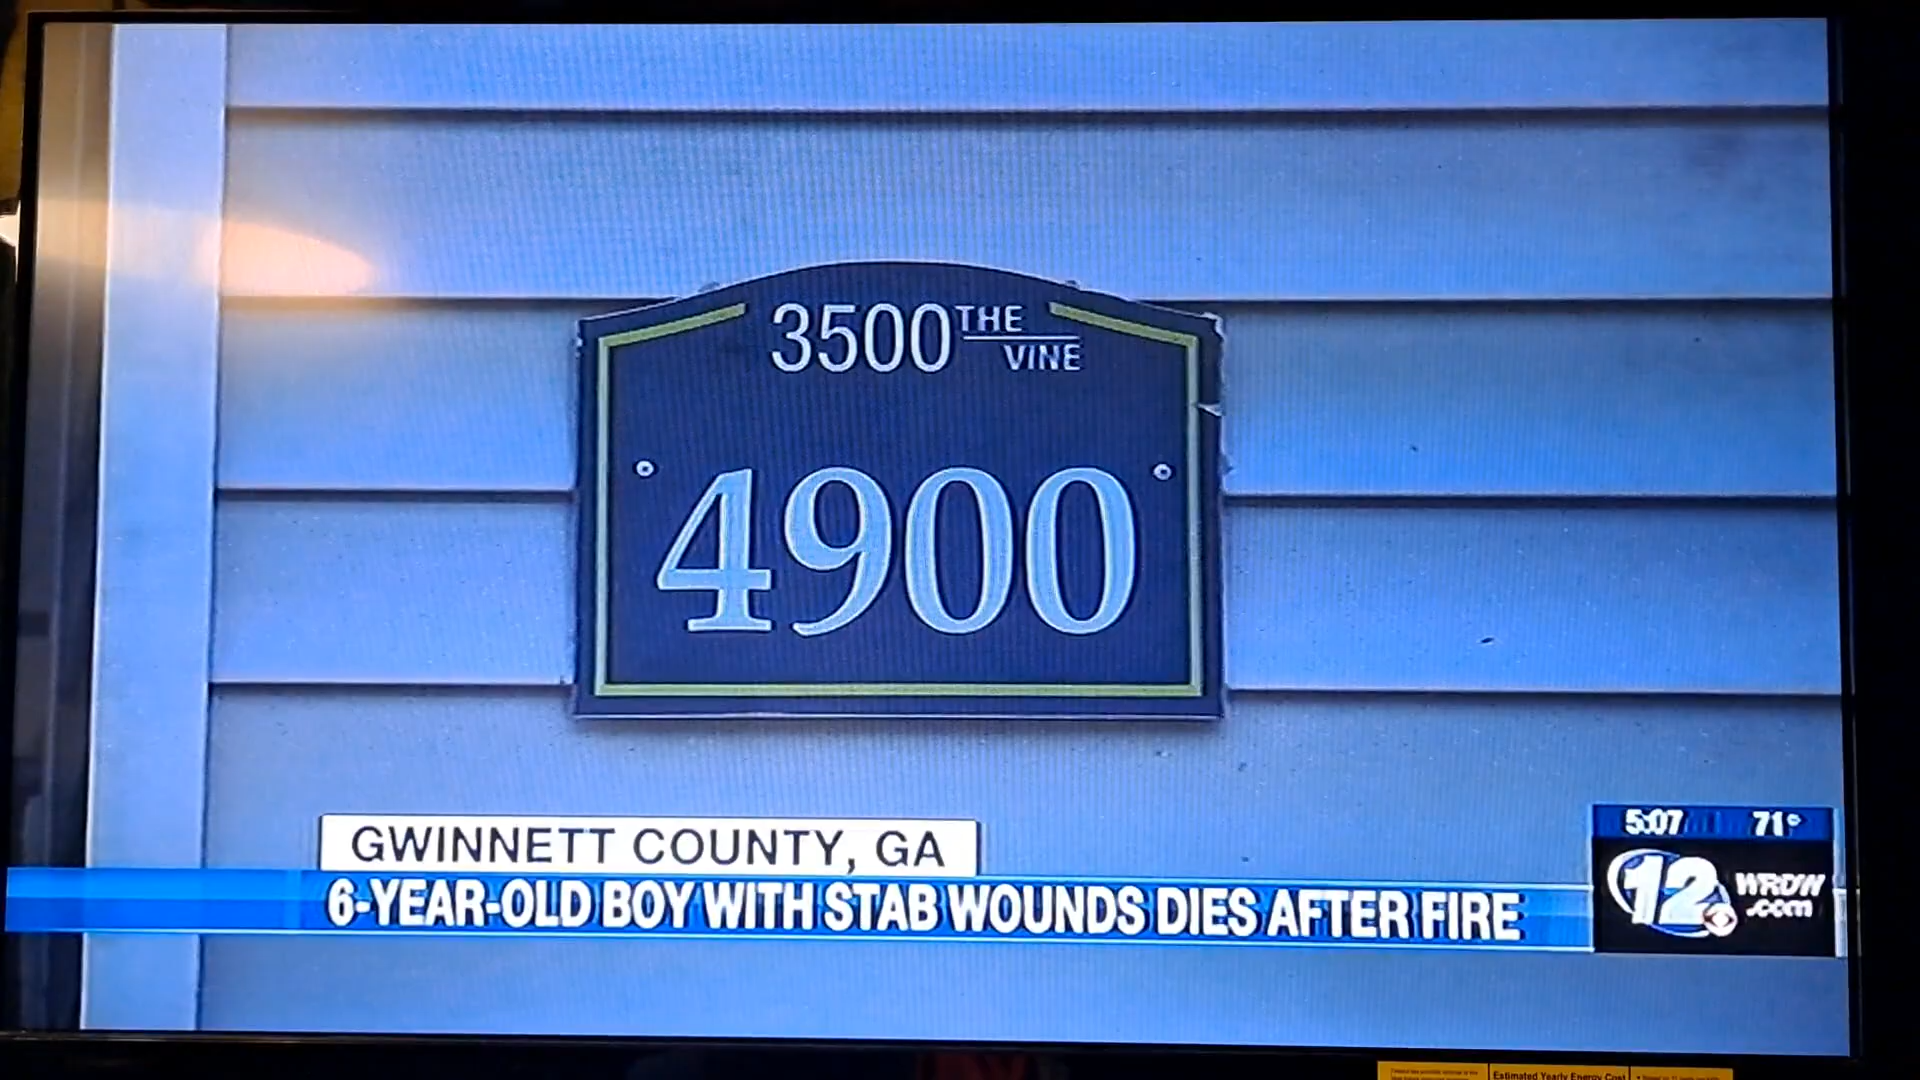 3500 THE
VINE
4900
GWINNETT COUNTY, GA
6-YEAR-OLD BOY WITH STAB WOUNDS DIES AFTER FIRE
5:07 71°
12 WRDW
.com
Estimated Yearly Energy Cost